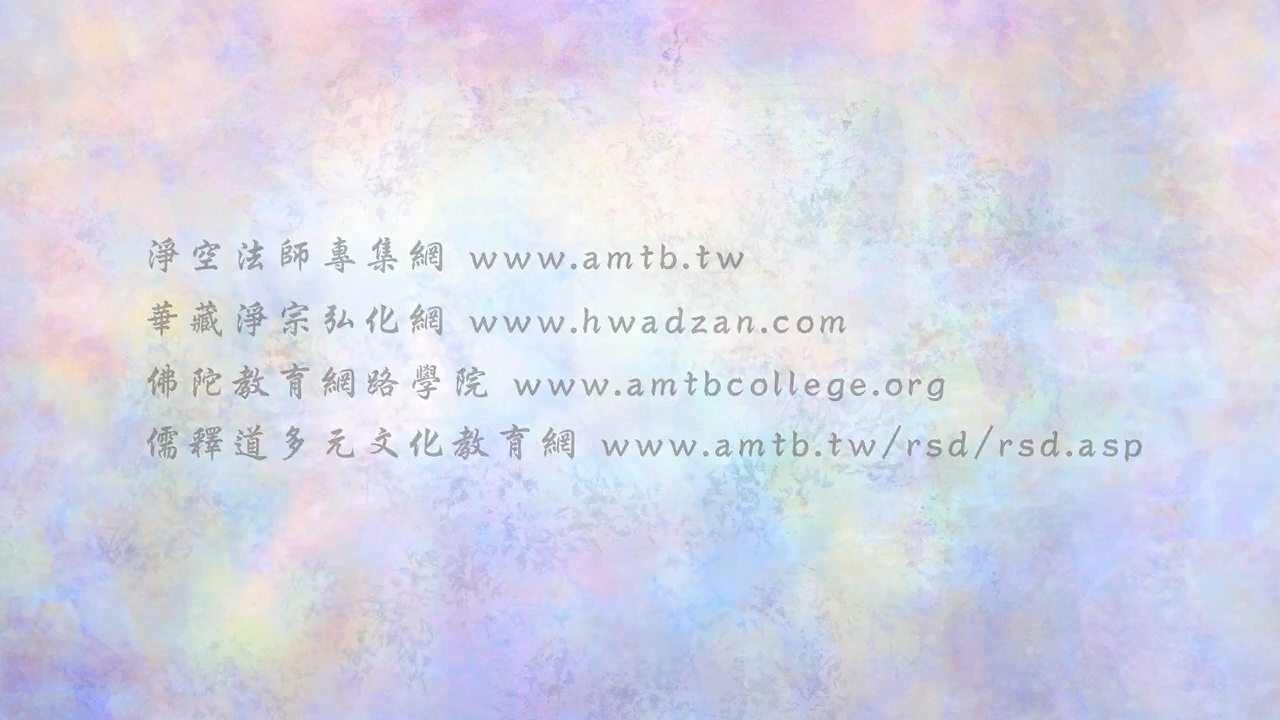 淨空法師專集網 www.amtb.tw
華藏淨宗弘化網 www.hwadzan.com
佛陀教育網路學院 www.amtbcollege.org
儒釋道多元文化教育網 www.amtb.tw/rsd/rsd.asp